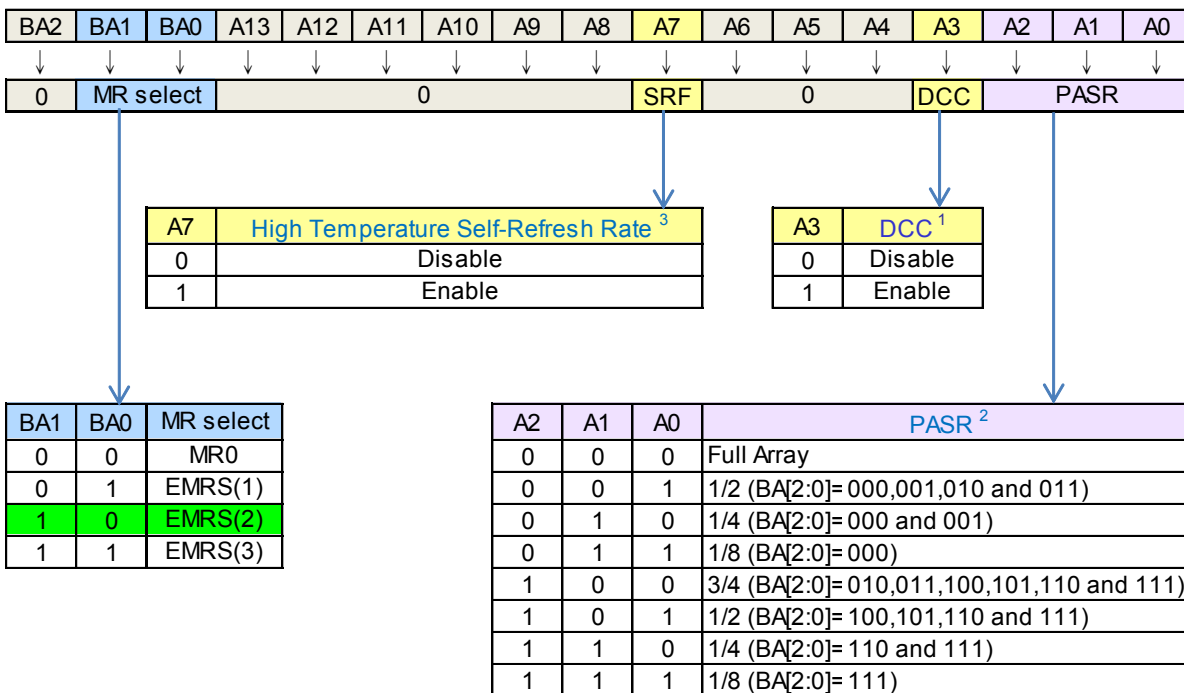 BA2 BA1 BA0 A13 A12 A11 A10 A9 A8 A7 A6 A5 A4 A3 A2 A1 A0
0 MR select 0 SRF 0 DCC PASR
A7 High Temperature Self-Refresh Rate 3
0 Disable
1 Enable
A3 DCC 1
0 Disable
1 Enable
BA1 BA0 MR select
0 0 MR0
0 1 EMRS(1)
1 0 EMRS(2)
1 1 EMRS(3)
A2 A1 A0 PASR 2
0 0 0 Full Array
0 0 1 1/2 (BA[2:0]=000,001,010 and 011)
0 1 0 1/4 (BA[2:0]=000 and 001)
0 1 1 1/8 (BA[2:0]=000)
1 0 0 3/4 (BA[2:0]=010,011,100,101,110 and 111)
1 0 1 1/2 (BA[2:0]=100,101,110 and 111)
1 1 0 1/4 (BA[2:0]=110 and 111)
1 1 1 1/8 (BA[2:0]=111)